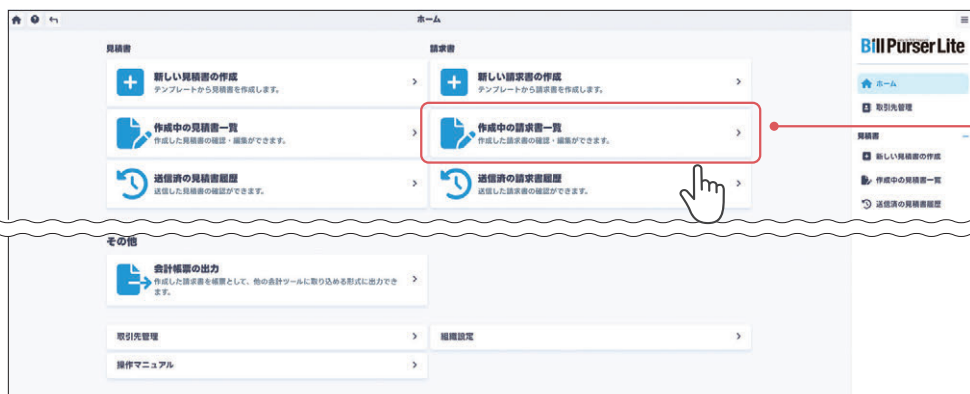 ホーム
見積書
新しい見積書の作成
テンプレートから見積書を作成します。
作成中の見積書一覧
作成した見積書の確認・編集ができます。
送信済の見積書履歴
送信した見積書の確認ができます。
請求書
新しい請求書の作成
テンプレートから請求書を作成します。
作成中の請求書一覧
作成した請求書の確認・編集ができます。
送信済の請求書履歴
送信した請求書の確認ができます。
その他
会計帳票の出力
作成した請求書を帳票として、他の会計ツールに取り込める形式に出力でき
ます。
取引先管理
組織設定
操作マニュアル
Bill Purser Lite
ホーム
取引先管理
見積書
新しい見積書の作成
作成中の見積書一覧
送信済の見積書履歴